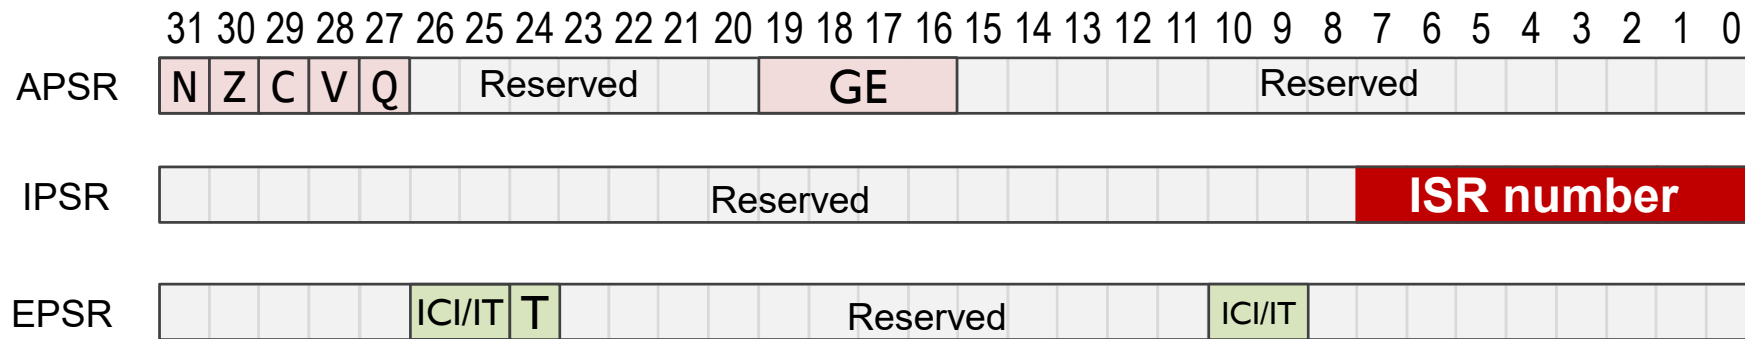 31 30 29 28 27 26 25 24 23 22 21 20 19 18 17 16 15 14 13 12 11 10 9 8 7 6 5 4 3 2 1 0
APSR N Z C V Q Reserved GE Reserved
IPSR Reserved ISR number
EPSR ICI/IT T Reserved ICI/IT